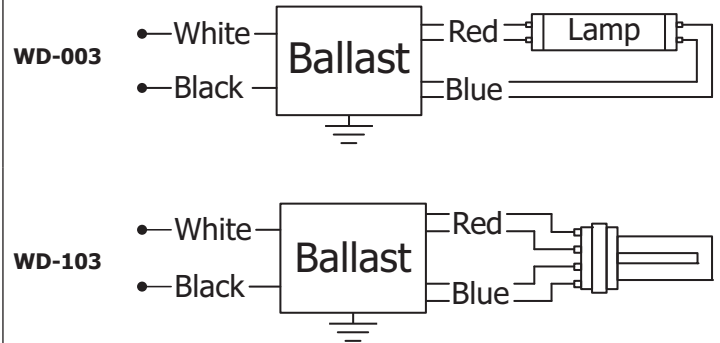 White
Red
Lamp
WD-003
Ballast
Black
Blue
White
Red
WD-103
Ballast
Black
Blue